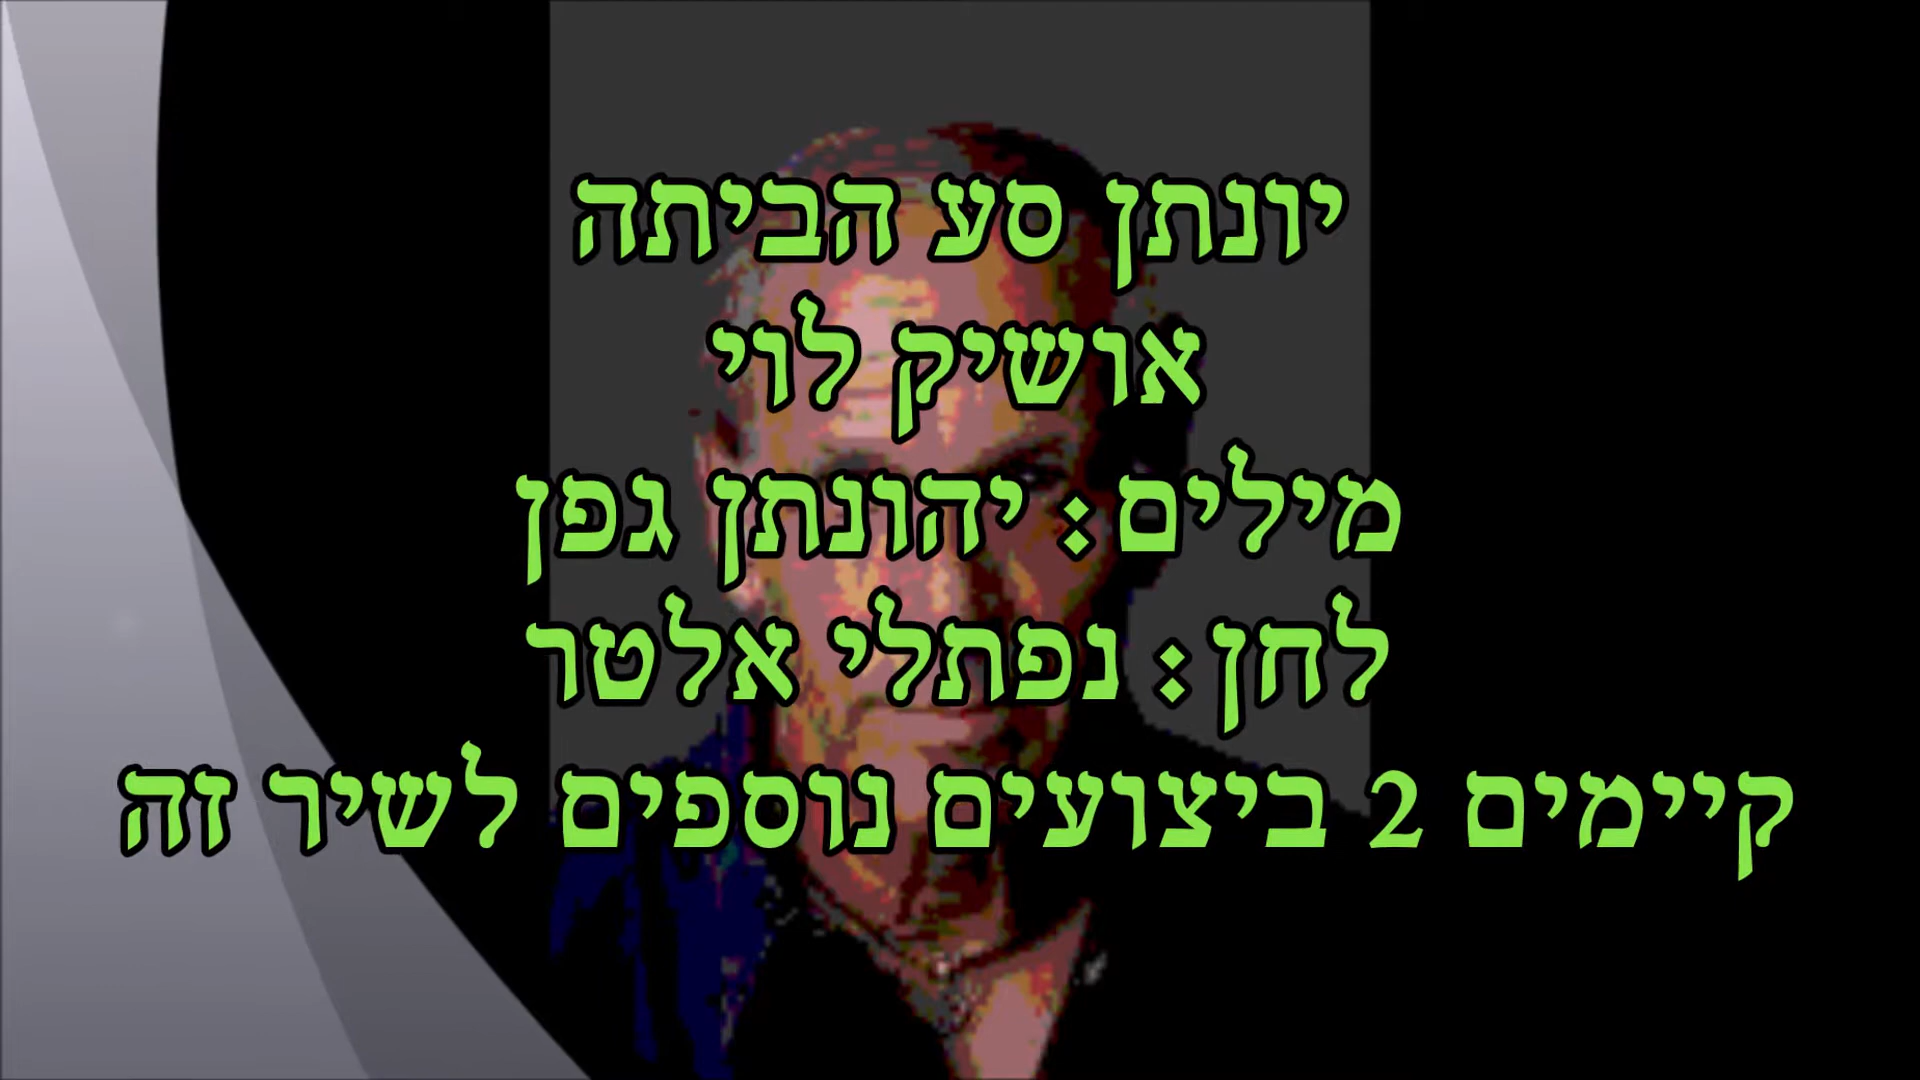 יונתן סע הביתה
אושיק לוי
מילים: יהונתן גפן
לחן: נפתלי אלטר
קיימים 2 ביצועים נוספים לשיר זה